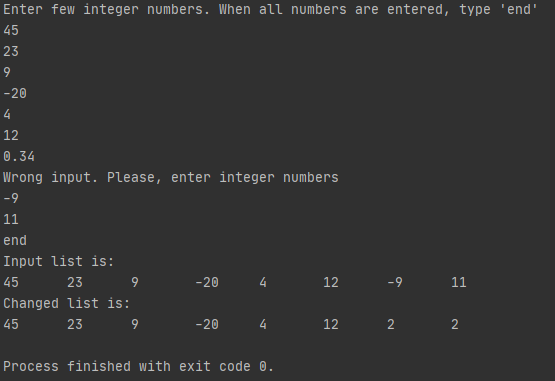 Enter few integer numbers. When all numbers are entered, type 'end'
45
23
9
-20
4
12
0.34
Wrong input. Please, enter integer numbers
-9
11
end
Input list is:
45 23 9 -20 4 12 -9 11
Changed list is:
45 23 9 -20 4 12 2 2
Process finished with exit code 0.